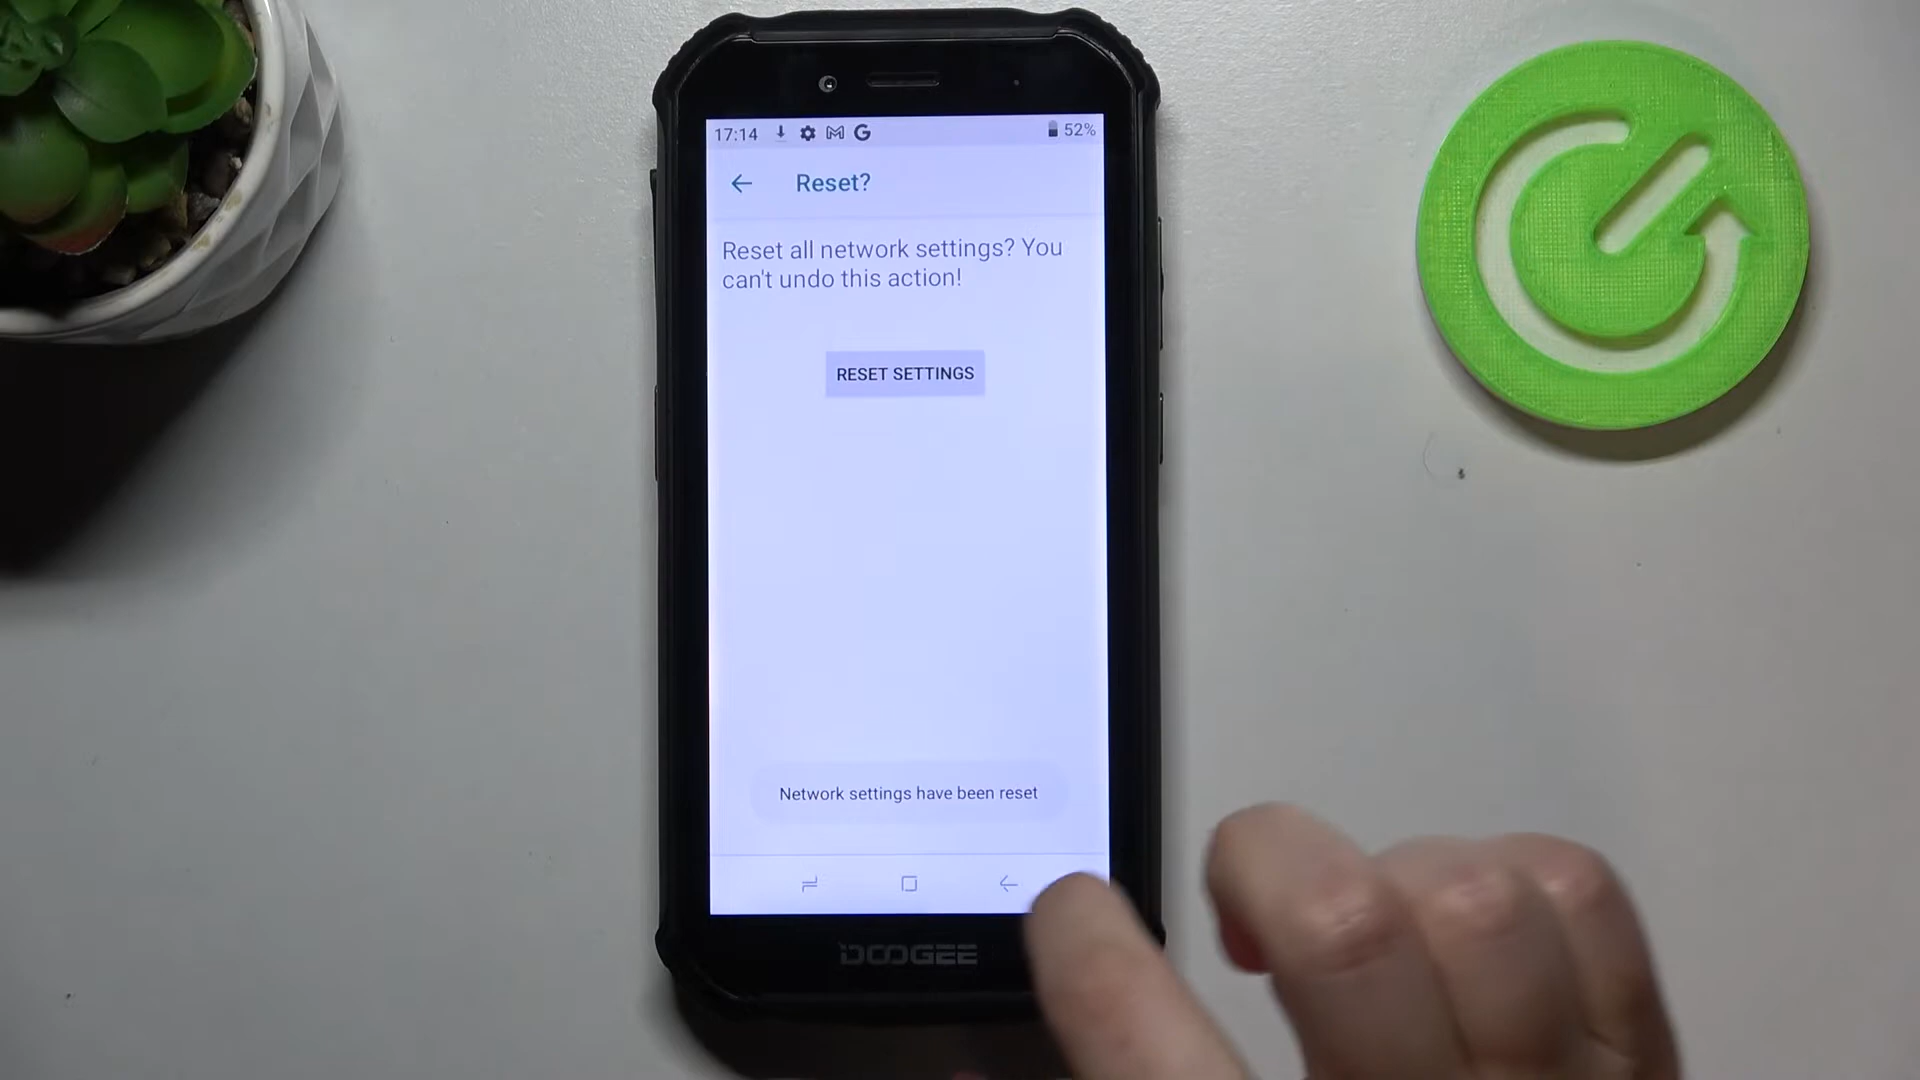 17:14 52%
Reset?
Reset all network settings? You
can't undo this action!
RESET SETTINGS
Network settings have been reset
DOOGEE